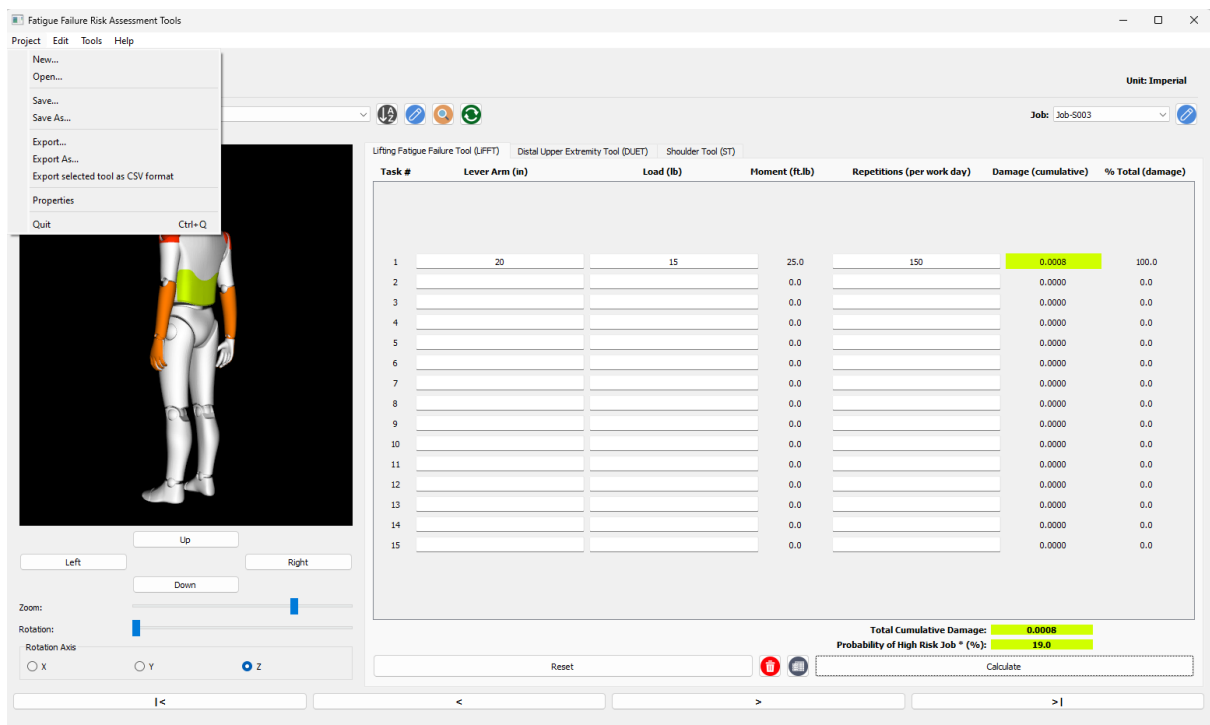 Fatigue Failure Risk Assessment Tools
Project Edit Tools Help
New...
Open...
Save...
Save As...
Export...
Export As...
Export selected tool as CSV format
Properties
Quit Ctrl+Q
Unit: Imperial
Job: Job-S003
Lifting Fatigue Failure Tool (LiFFT) Distal Upper Extremity Tool (DUET) Shoulder Tool (ST)
Task # Lever Arm (in) Load (lb) Moment (ft.lb) Repetitions (per work day) Damage (cumulative) % Total (damage)
1 20 15 25.0 150 0.0008 100.0
2 0.0 0.0000 0.0
3 0.0 0.0000 0.0
4 0.0 0.0000 0.0
5 0.0 0.0000 0.0
6 0.0 0.0000 0.0
7 0.0 0.0000 0.0
8 0.0 0.0000 0.0
9 0.0 0.0000 0.0
10 0.0 0.0000 0.0
11 0.0 0.0000 0.0
12 0.0 0.0000 0.0
13 0.0 0.0000 0.0
14 0.0 0.0000 0.0
15 0.0 0.0000 0.0
Up
Left Right
Down
Zoom:
Rotation:
Rotation Axis
X Y Z
Total Cumulative Damage: 0.0008
Probability of High Risk Job * (%): 19.0
Reset Calculate
|< < > >|